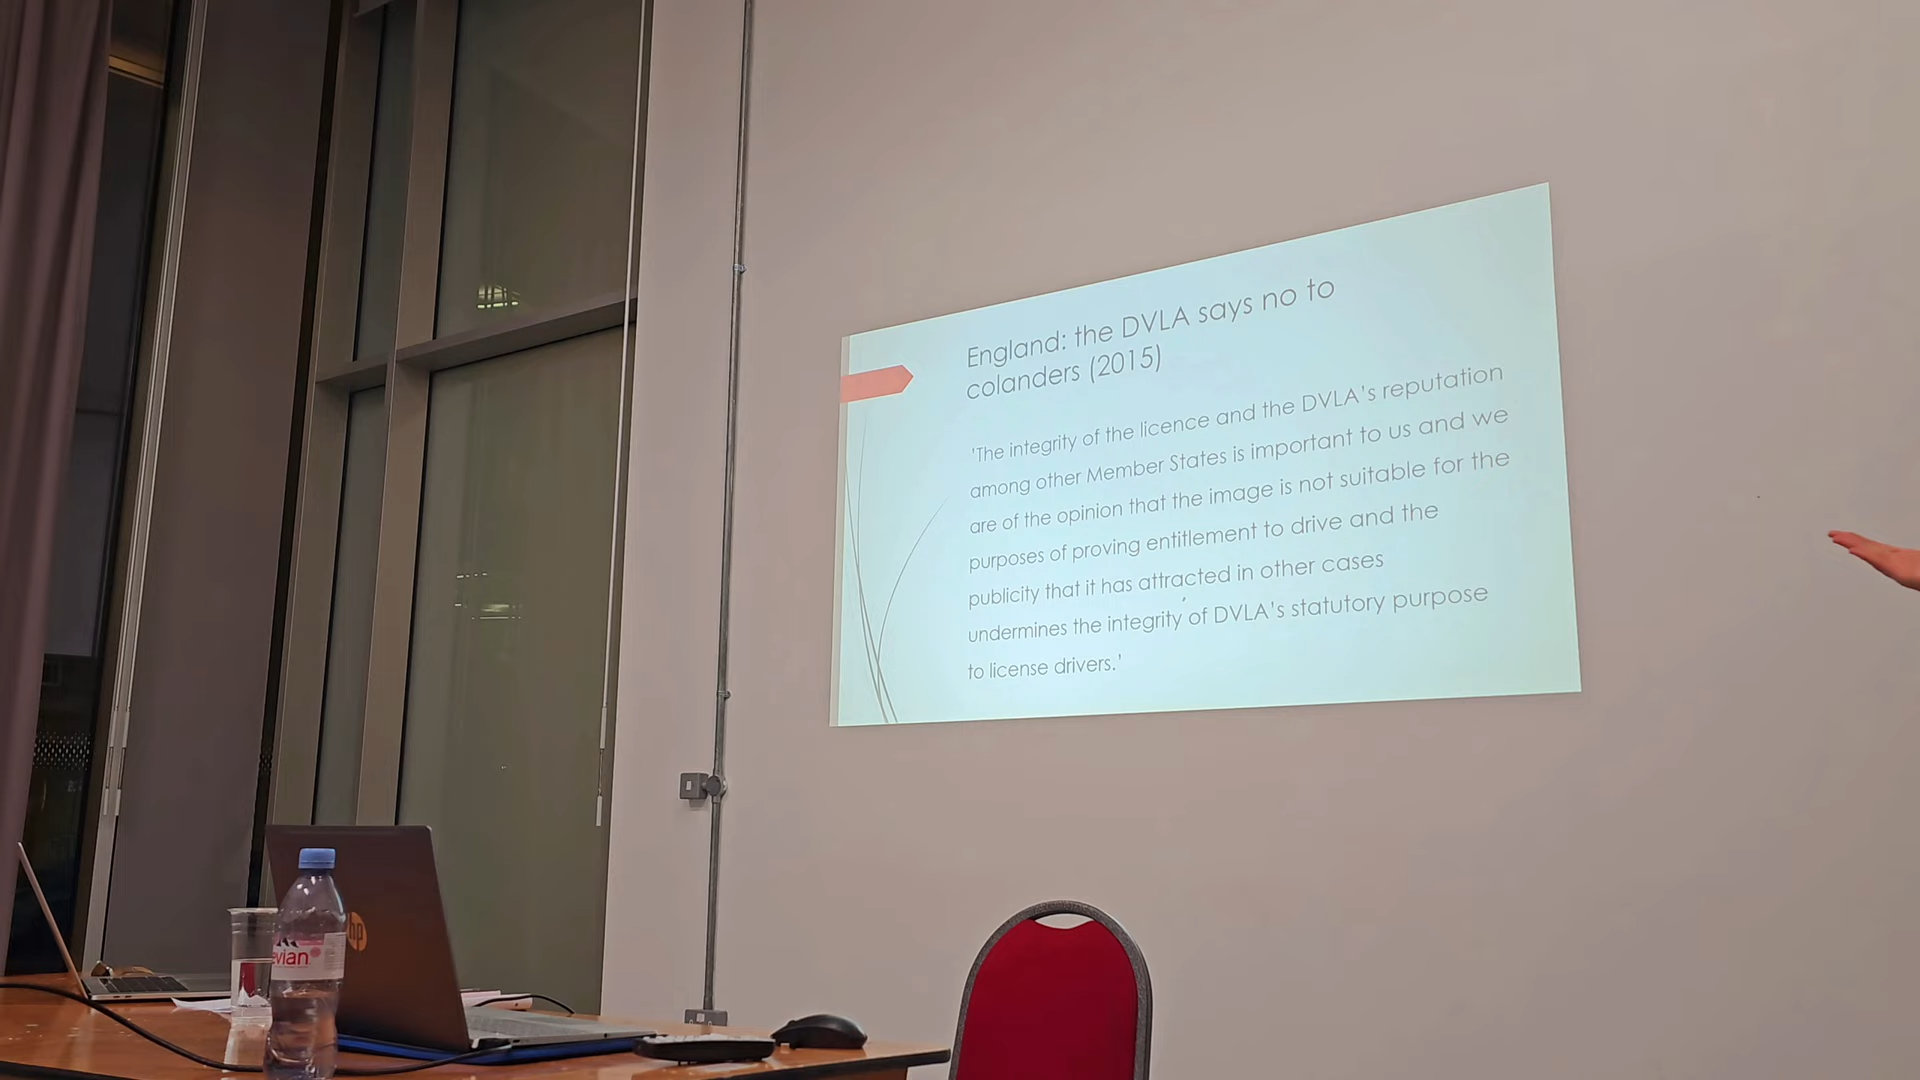 England: the DVLA says no to
colanders (2015)
'The integrity of the licence and the DVLA's reputation
among other Member States is important to us and we
are of the opinion that the image is not suitable for the
purposes of proving entitlement to drive and the
publicity that it has attracted in other cases
undermines the integrity of DVLA's statutory purpose
to license drivers.'
hp
evian